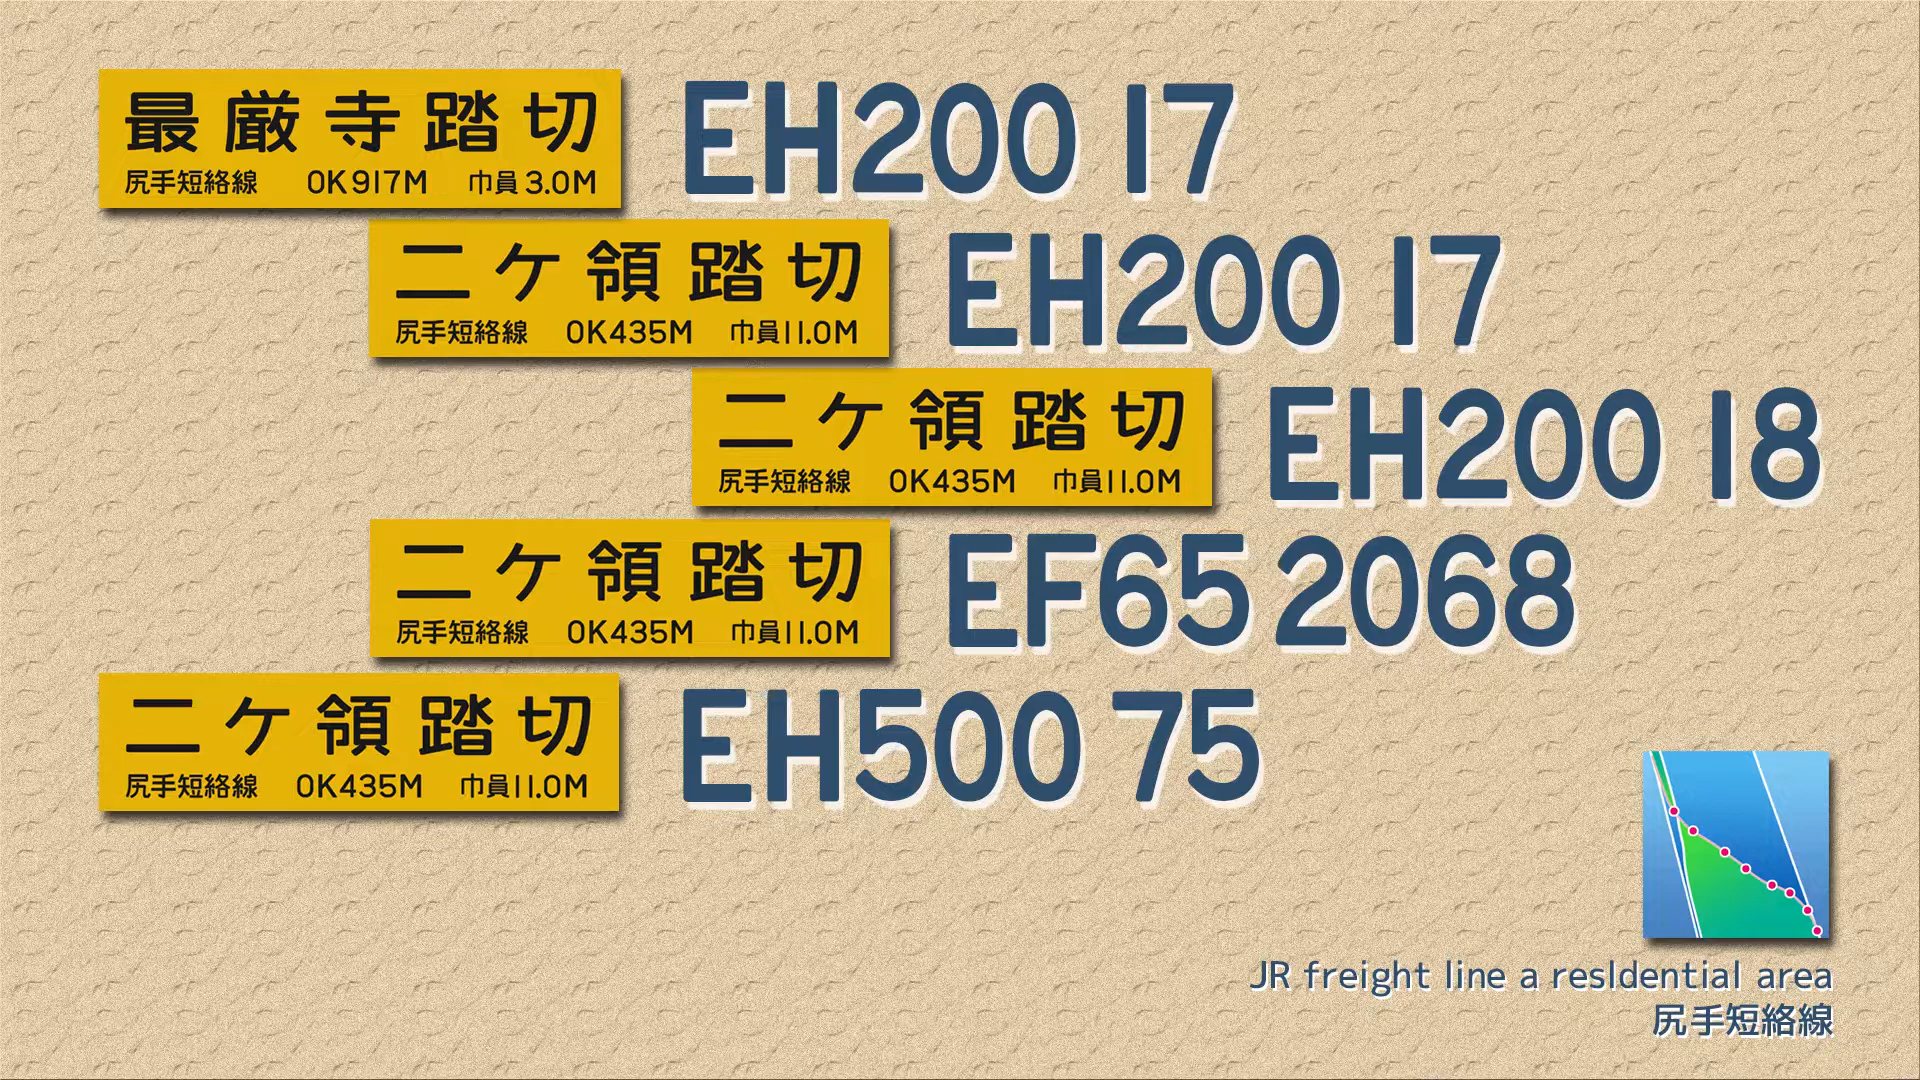 最厳寺踏切
尻手短絡線 0K917M 巾員3.0M
EH200 17
二ケ領踏切
尻手短絡線 0K435M 巾員11.0M
EH200 17
二ケ領踏切
尻手短絡線 0K435M 巾員11.0M
EH200 18
二ケ領踏切
尻手短絡線 0K435M 巾員11.0M
EF65 2068
二ケ領踏切
尻手短絡線 0K435M 巾員11.0M
EH500 75
JR freight line a resIdential area
尻手短絡線